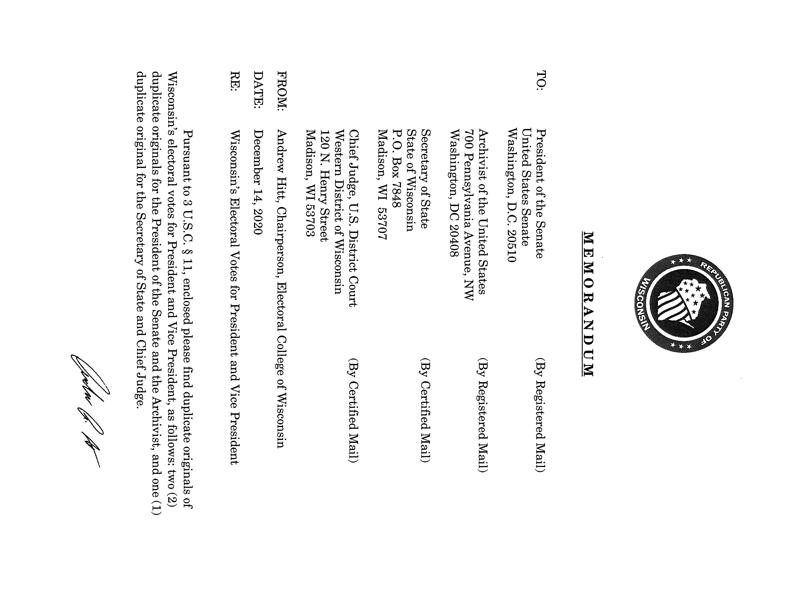 REPUBLICAN PARTY OF
WISCONSIN
MEMORANDUM
TO: President of the Senate (By Registered Mail)
United States Senate
Washington, D.C. 20510
Archivist of the United States (By Registered Mail)
700 Pennsylvania Avenue, NW
Washington, DC 20408
Secretary of State (By Certified Mail)
State of Wisconsin
P.O. Box 7848
Madison, WI 53707
Chief Judge, U.S. District Court (By Certified Mail)
Western District of Wisconsin
120 N. Henry Street
Madison, WI 53703
FROM: Andrew Hitt, Chairperson, Electoral College of Wisconsin
DATE: December 14, 2020
RE: Wisconsin's Electoral Votes for President and Vice President
Pursuant to 3 U.S.C. § 11, enclosed please find duplicate originals of
Wisconsin's electoral votes for President and Vice President, as follows: two (2)
duplicate originals for the President of the Senate and the Archivist, and one (1)
duplicate original for the Secretary of State and Chief Judge.